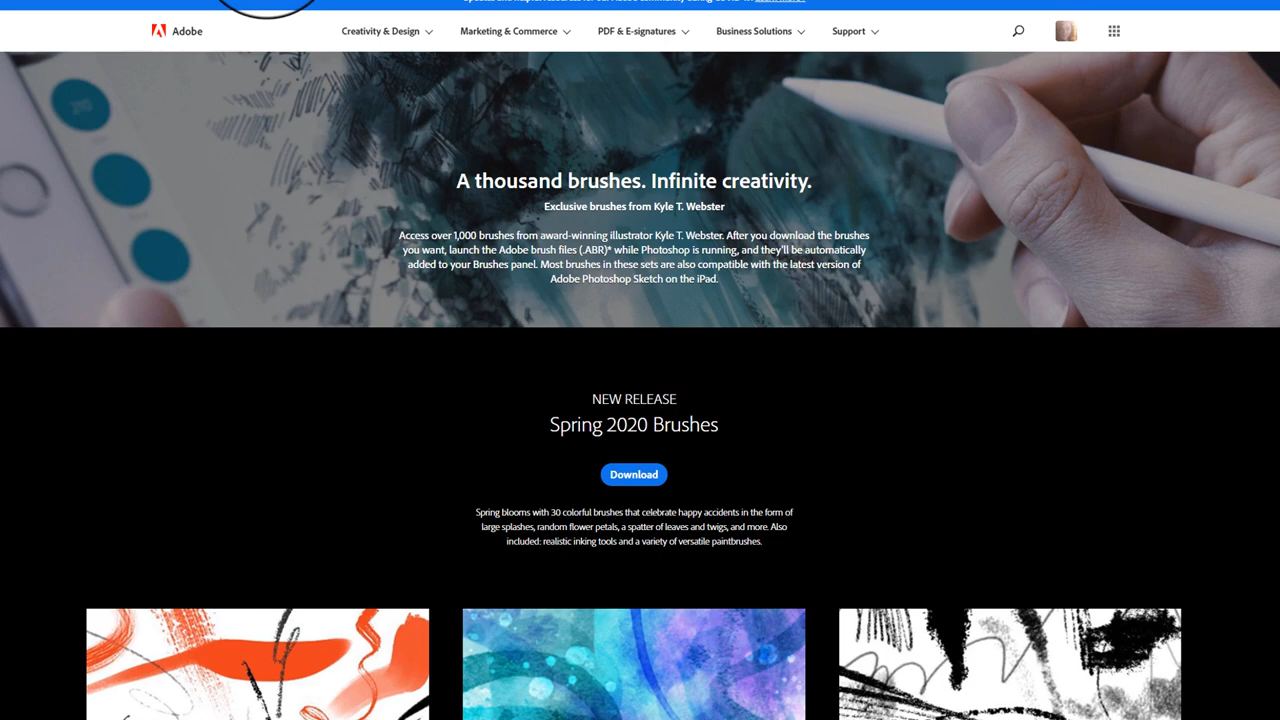 Learn more >
Adobe
Creativity & Design
Marketing & Commerce
PDF & E-signatures
Business Solutions
Support
A thousand brushes. Infinite creativity.
Exclusive brushes from Kyle T. Webster
Access over 1,000 brushes from award-winning illustrator Kyle T. Webster. After you download the brushes
you want, launch the Adobe brush files (.ABR)* while Photoshop is running, and they'll be automatically
added to your Brushes panel. Most brushes in these sets are also compatible with the latest version of
Adobe Photoshop Sketch on the iPad.
NEW RELEASE
Spring 2020 Brushes
Download
Spring blooms with 30 colorful brushes that celebrate happy accidents in the form of
large splashes, random flower petals, a spatter of leaves and twigs, and more. Also
included: realistic inking tools and a variety of versatile paintbrushes.